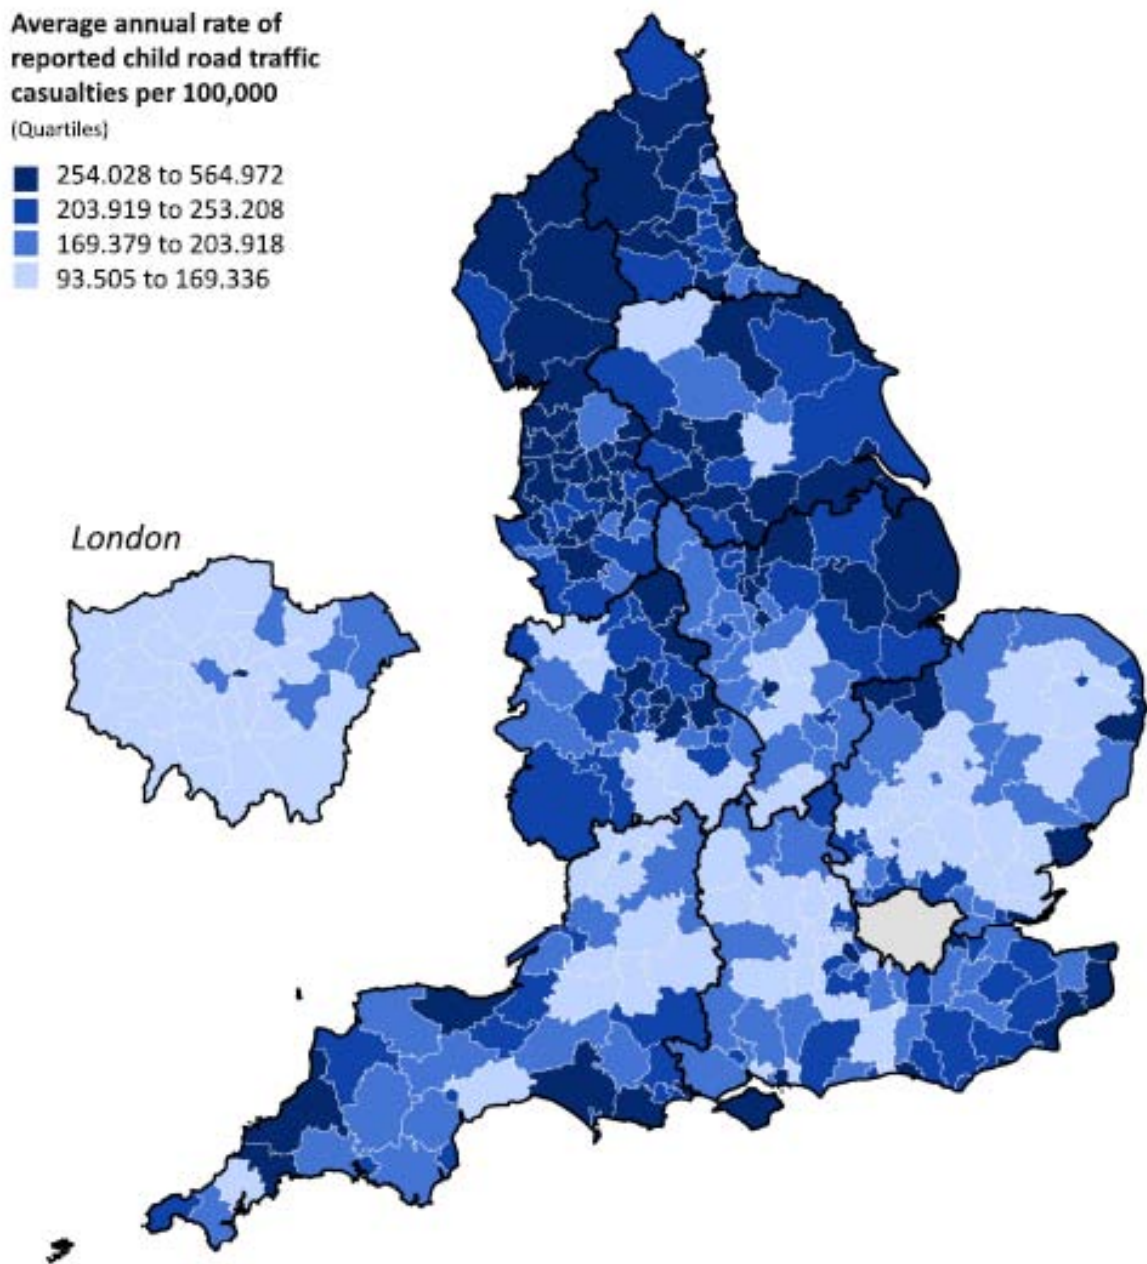 Average annual rate of
reported child road traffic
casualties per 100,000
(Quartiles)
254.028 to 564.972
203.919 to 253.208
169.379 to 203.918
93.505 to 169.336
London